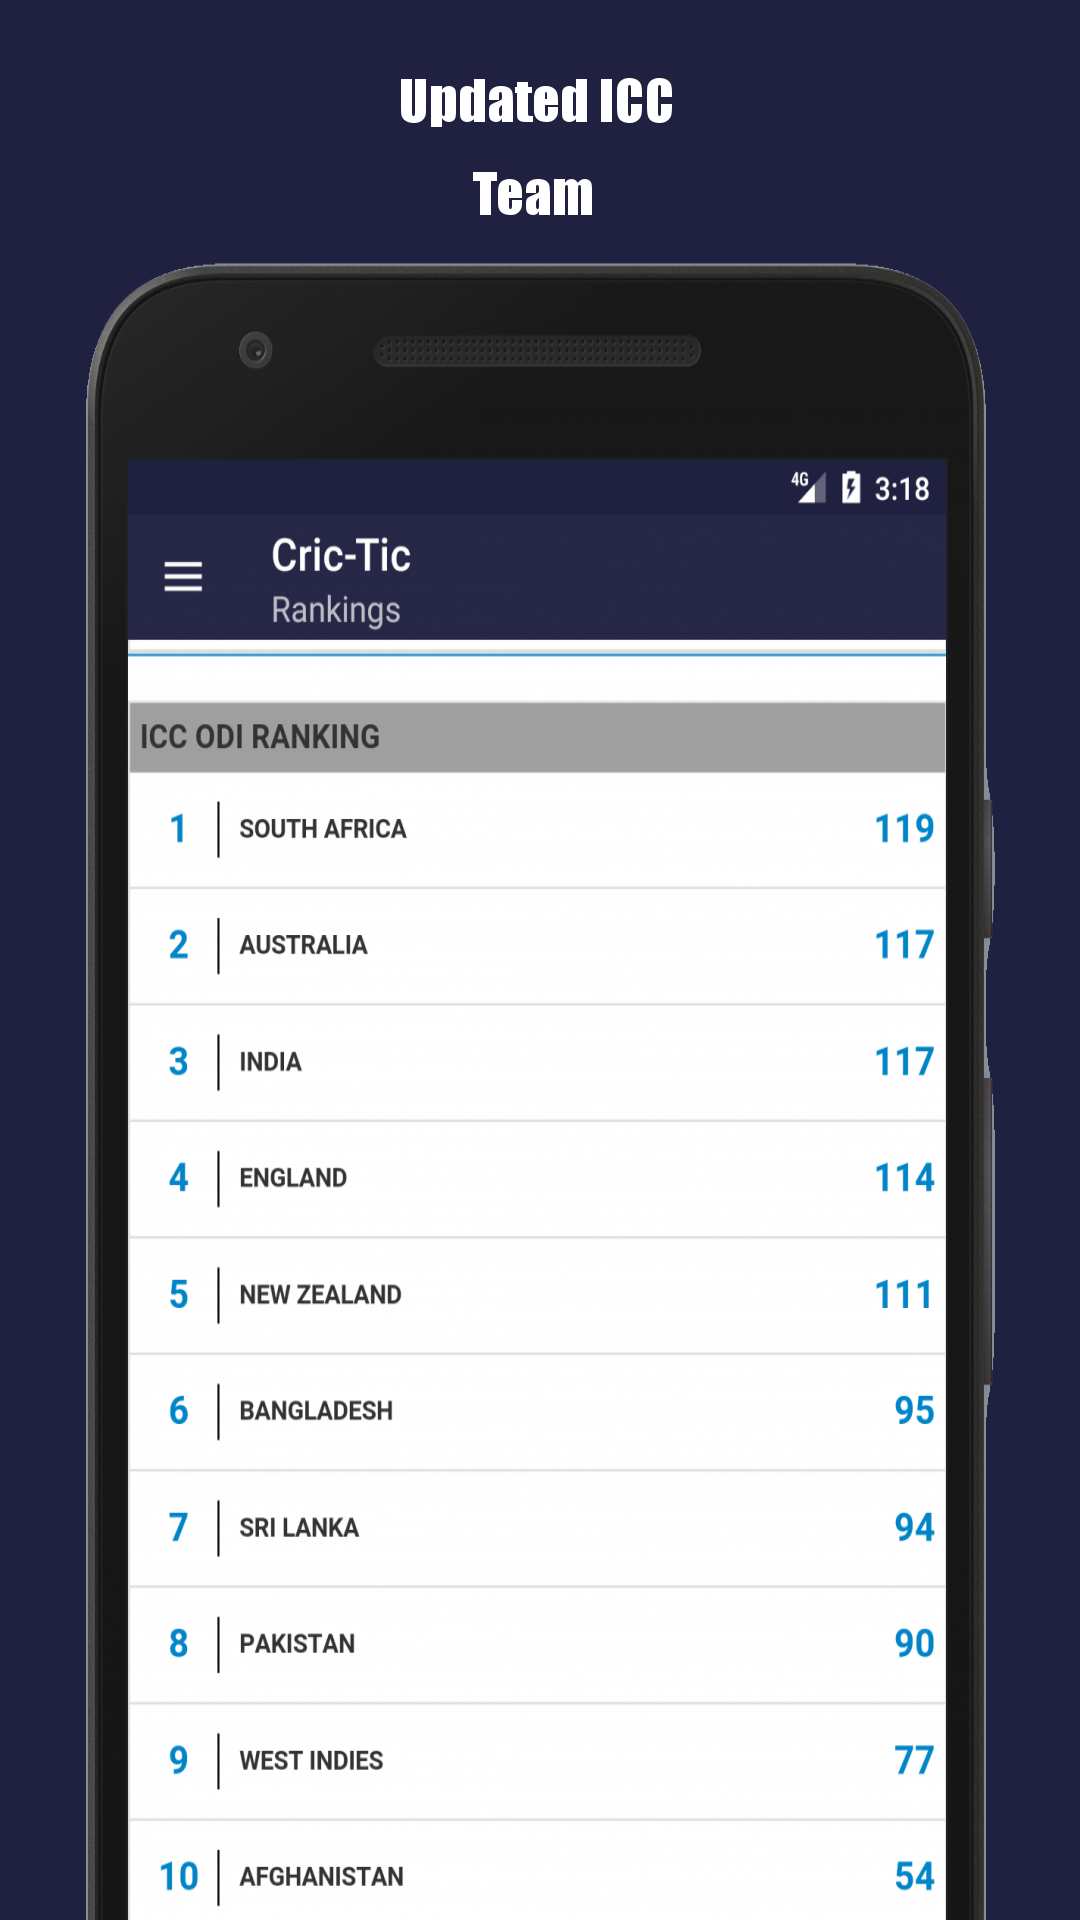 Updated ICC
Team
4G 3:18
Cric-Tic
Rankings
ICC ODI RANKING
1 SOUTH AFRICA 119
2 AUSTRALIA 117
3 INDIA 117
4 ENGLAND 114
5 NEW ZEALAND 111
6 BANGLADESH 95
7 SRI LANKA 94
8 PAKISTAN 90
9 WEST INDIES 77
10 AFGHANISTAN 54